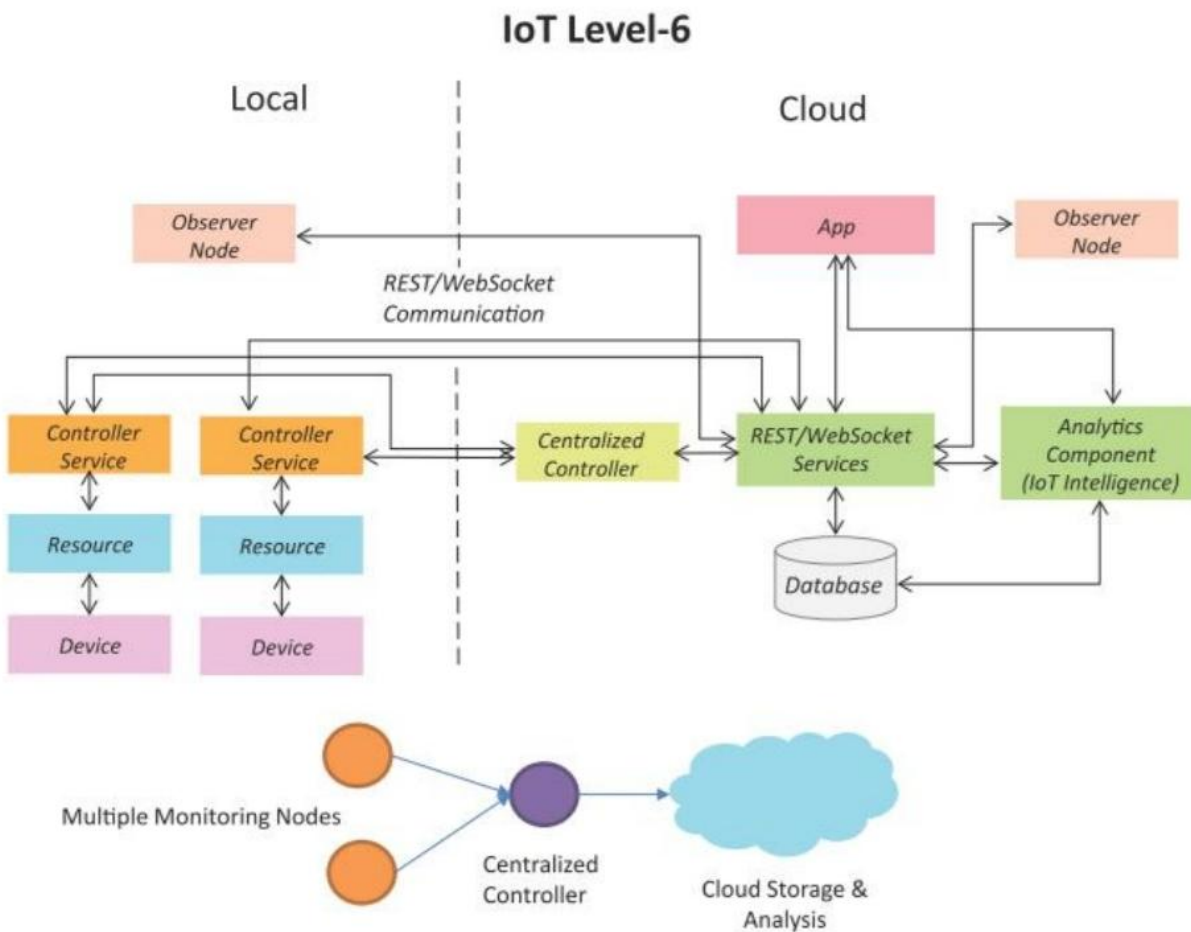 IoT Level-6
Local
Cloud
Observer
Node
App
Observer
Node
REST/WebSocket
Communication
Controller
Service
Controller
Service
Centralized
Controller
REST/WebSocket
Services
Analytics
Component
(IoT Intelligence)
Resource
Resource
Database
Device
Device
Multiple Monitoring Nodes
Centralized
Controller
Cloud Storage &
Analysis